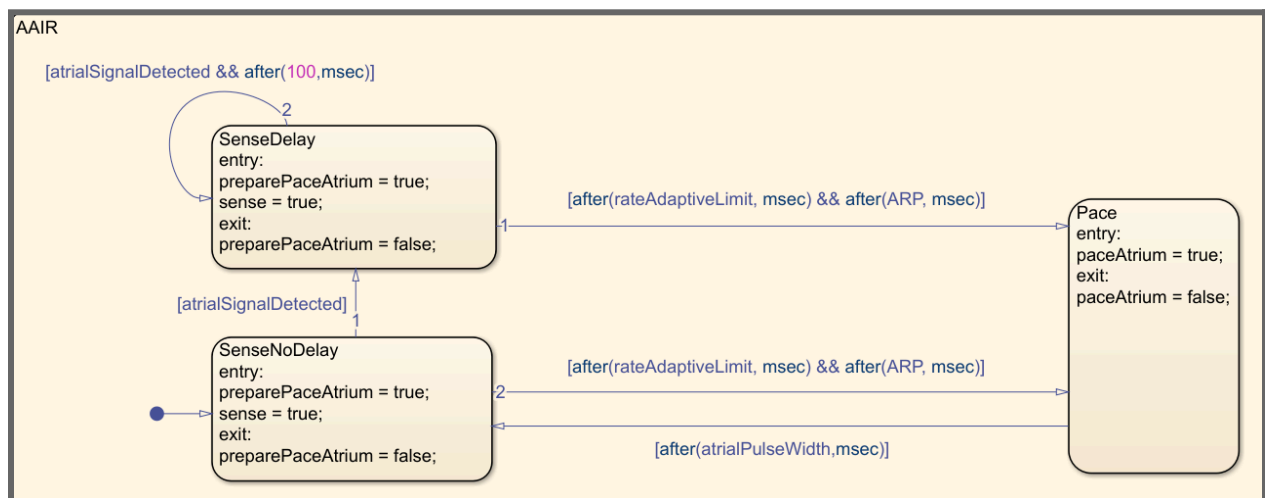 AAIR
[atrialSignalDetected && after(100,msec)]
2
SenseDelay
entry:
preparePaceAtrium = true;
sense = true;
exit:
preparePaceAtrium = false;
[after(rateAdaptiveLimit, msec) && after(ARP, msec)]
1
Pace
entry:
paceAtrium = true;
exit:
paceAtrium = false;
[atrialSignalDetected]
1
SenseNoDelay
entry:
preparePaceAtrium = true;
sense = true;
exit:
preparePaceAtrium = false;
[after(rateAdaptiveLimit, msec) && after(ARP, msec)]
2
[after(atrialPulseWidth,msec)]